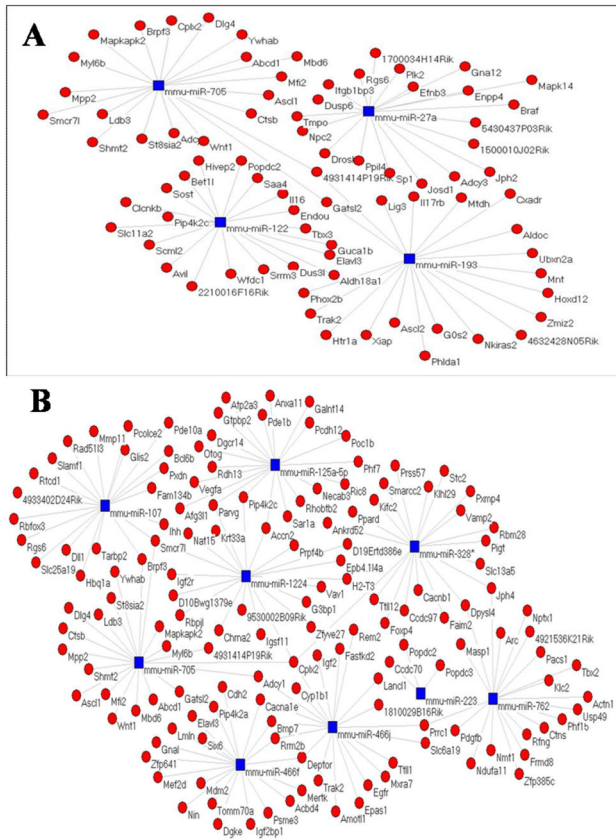 A
Brpf3
Cplx2
Dlg4
Mapkapk2
Ywhab
Myl6b
Abcd1
Mbd6
mmu-miR-705
Mfi2
Mpp2
Ascl1
Smcr7l
Ldb3
Ctsb
Shmt2
St8sia2
Wnt1
1700034H14Rik
Rgs6
Plk2
Gna12
Itgb1bp3
Efnb3
Mapk14
Dusp6
Enpp4
mmu-miR-27a
Braf
Tmpo
5430437P03Rik
Npc2
1500010J02Rik
Ppil4
4931414P19Rik
Sp1
Josd1
Adcy3
Jph2
Lig3
Il17rb
Mtdh
Cxadr
Gatsl2
Hivep2
Popdc2
Bet1l
Saa4
Sost
Il16
Clcnkb
Pip4k2c
Endou
mmu-miR-122
Tbx3
Slc11a2
Guca1b
Elavl3
Scml2
Avil
Wfdc1
Srrm3
Dus3l
Aldh18a1
2210016F16Rik
Aldoc
mmu-miR-193
Ubxn2a
Mnt
Phox2b
Hoxd12
Trak2
Zmiz2
Htr1a
Xiap
Ascl2
G0s2
Nkiras2
4632428N05Rik
Phlda1
B
Atp2a3
Anxa11
Galnt14
Gtpbp2
Pde1b
Pcdh12
Pcolce2
Pde10a
Mmp11
Rad51l3
Glis2
Bcl6b
Dgcr14
Otog
Poc1b
Slamf1
Pxdn
Rdh13
mmu-miR-125a-5p
Phf7
Prss57
Stc2
Rtcd1
Fam134b
Vegfa
Necab3
Ric8
Smarcc2
Klhl29
4933402D24Rik
mmu-miR-107
Afg3l1
Pip4k2c
Rhobtb2
Kifc2
Pxmp4
Rbfox3
Ihh
Parvg
Sar1a
Ppard
Vamp2
Rgs6
Nat15
Krt33a
Accn2
Ankrd52
Rbm28
Smcr7l
Prpf4b
D19Ertd386e
mmu-miR-328*
Pigt
Dll1
Tarbp2
Slc25a19
Brpf3
Igf2r
Epb4.1l4a
Slc13a5
Hbq1a
Ywhab
mmu-miR-1224
H2-T3
Jph4
St8sia2
D10Bwg1379e
Vav1
Cacnb1
Dlg4
Ldb3
Rbpjl
9530002B09Rik
G3bp1
Ttll12
Ccdc97
Dpysl4
Nptx1
Ctsb
Mapkapk2
Chrna2
Foxp4
Faim2
Arc
4921536K21Rik
Mpp2
Myl6b
4931414P19Rik
Igsf11
Zfyve27
Rem2
Popdc2
Masp1
Pacs1
mmu-miR-705
Cplx2
Igf2
Fastkd2
Ccdc70
Popdc3
Tbx2
Shmt2
Adcy1
Lancl1
Klc2
Actn1
Ascl1
Mfi2
Abcd1
Gatsl2
Cdh2
Cyp1b1
mmu-miR-223
mmu-miR-762
Usp49
Wnt1
Mbd6
Pip4k2a
Cacna1e
1810029B16Rik
Phf1b
Elavl3
Bmp7
mmu-miR-466j
Prrc1
Pdgfb
Rfng
Ctns
Lmln
Six6
Rrm2b
Slc6a19
Nmt1
Frmd8
Gnai
Zfp641
mmu-miR-466f
Deptor
Ndufa11
Zfp385c
Mef2d
Mdm2
Trak2
Ttll1
Mertk
Egfr
Mxra7
Nin
Tomm70a
Acbd4
Epas1
Psme3
Amotl1
Dgke
Igf2bp1